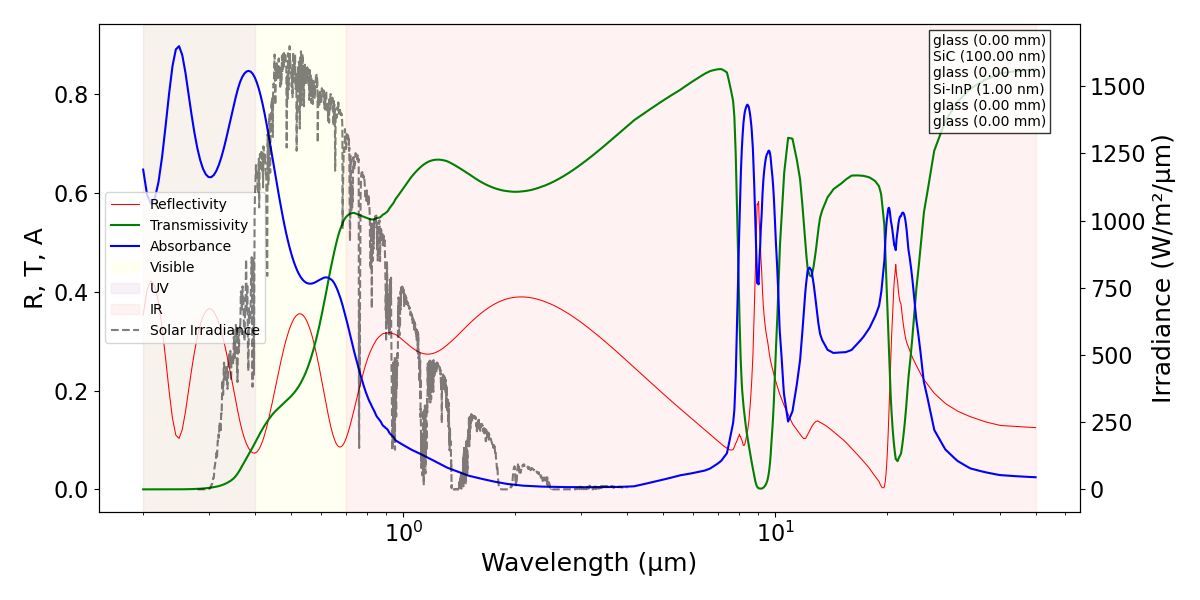 glass (0.00 mm)
SiC (100.00 nm)
glass (0.00 mm)
Si-InP (1.00 nm)
glass (0.00 mm)
glass (0.00 mm)
Reflectivity
Transmissivity
Absorbance
Visible
UV
IR
Solar Irradiance
R, T, A
0.8
0.6
0.4
0.2
0.0
1500
1250
1000
750
500
250
0
Irradiance (W/m²/μm)
10⁰
10¹
Wavelength (μm)